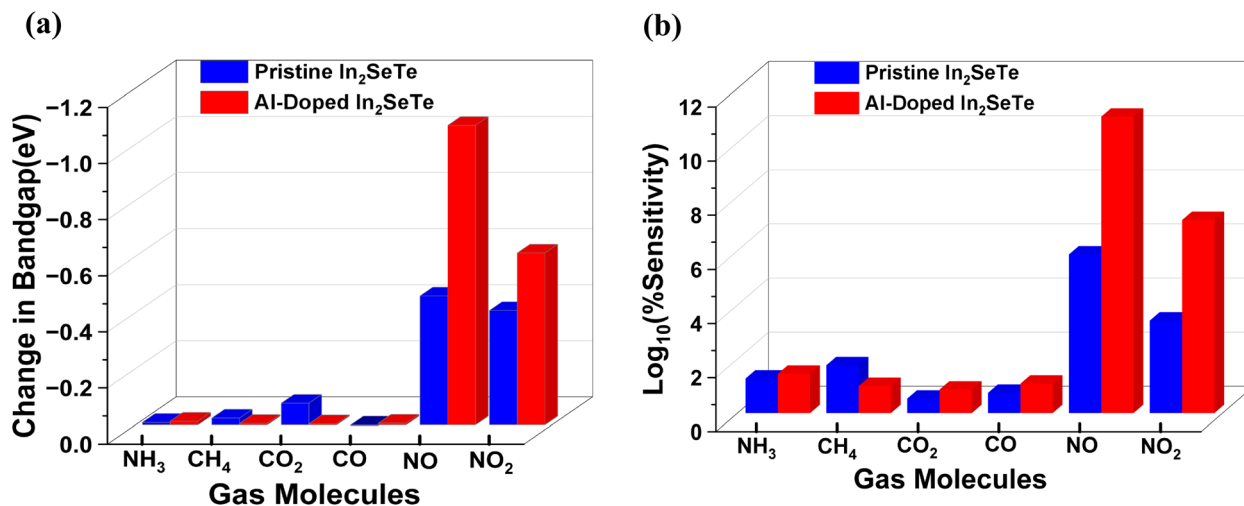 (a)
Pristine In₂SeTe
Al-Doped In₂SeTe
Change in Bandgap(eV)
−1.2
−1.0
−0.8
−0.6
−0.4
−0.2
0.0
NH₃ CH₄ CO₂ CO NO NO₂
Gas Molecules
(b)
Pristine In₂SeTe
Al-Doped In₂SeTe
Log₁₀(%Sensitivity)
12
10
8
6
4
2
0
NH₃ CH₄ CO₂ CO NO NO₂
Gas Molecules